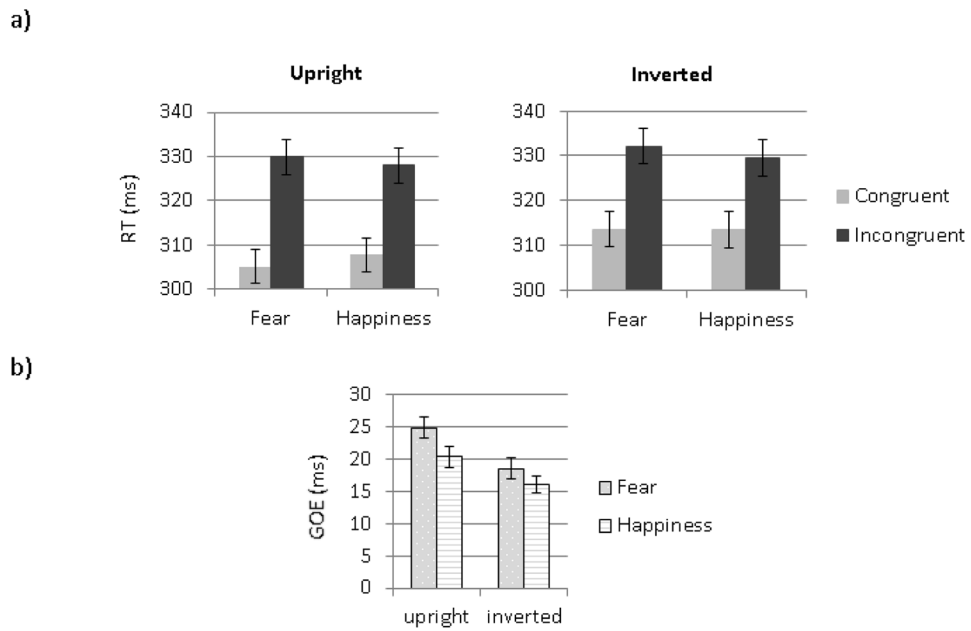 a)
Upright
RT (ms)
340
330
320
310
300
Fear Happiness
Inverted
340
330
320
310
300
Fear Happiness
Congruent
Incongruent
b)
GOE (ms)
30
25
20
15
10
5
0
upright inverted
Fear
Happiness